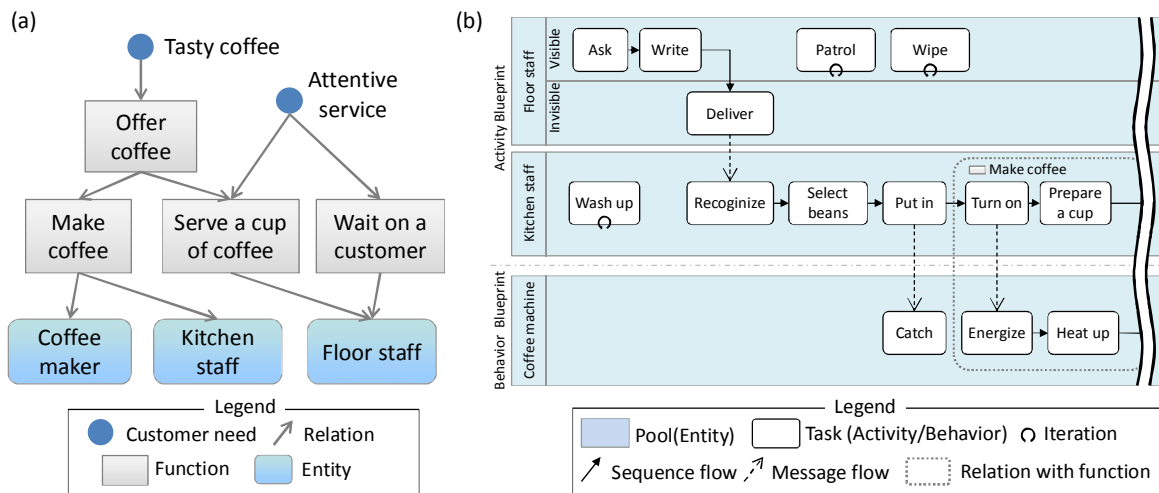 (a)
Tasty coffee
Attentive
service
Offer
coffee
Make
coffee
Serve a cup
of coffee
Wait on a
customer
Coffee
maker
Kitchen
staff
Floor staff
Legend
Customer need
Relation
Function
Entity
(b)
Activity Blueprint
Floor staff
Visible
Ask
Write
Patrol
Wipe
Invisible
Deliver
Kitchen staff
Make coffee
Wash up
Recoginize
Select
beans
Put in
Turn on
Prepare
a cup
Behavior Blueprint
Coffee machine
Catch
Energize
Heat up
Legend
Pool(Entity)
Task (Activity/Behavior)
Iteration
Sequence flow
Message flow
Relation with function